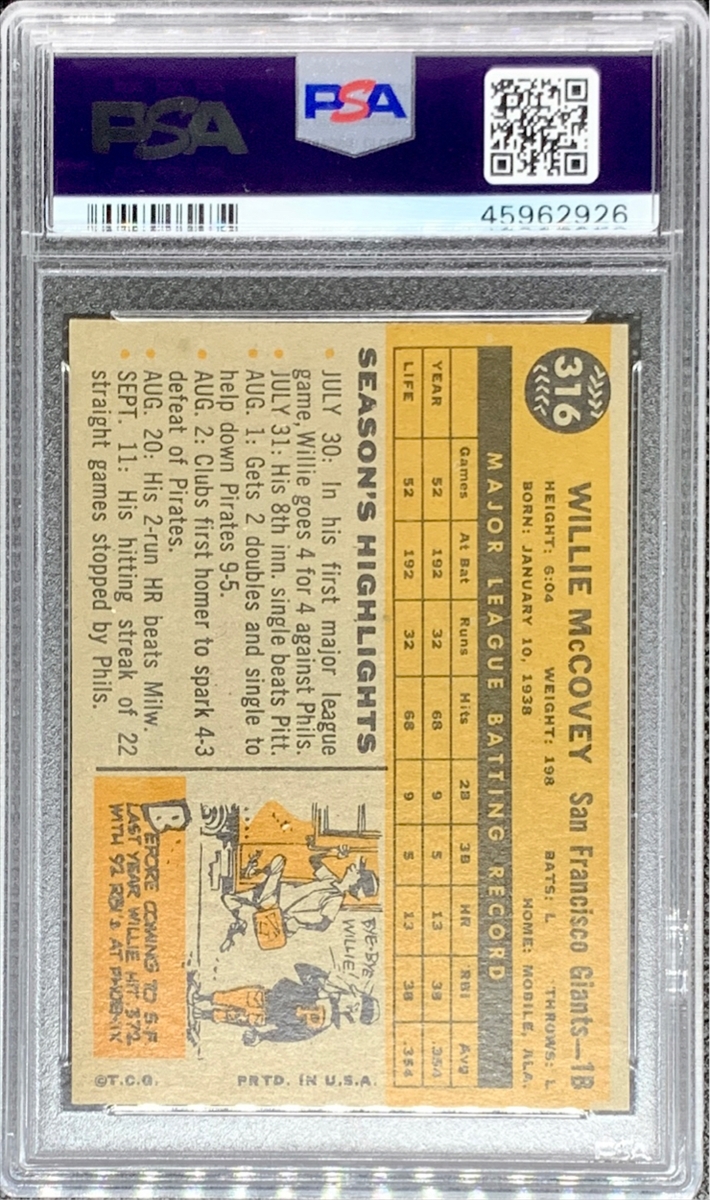 PSA
PSA
45962926
316
WILLIE McCOVEY San Francisco Giants—1B
HEIGHT: 6:04 WEIGHT: 198 BATS: L THROWS: L
BORN: JANUARY 10, 1938 HOME: MOBILE, ALA.
MAJOR LEAGUE BATTING RECORD
Games At Bat Runs Hits 2B 3B HR RBI Avg
YEAR 52 192 32 68 9 5 13 38 .354
LIFE 52 192 32 68 9 5 13 38 .354
SEASON'S HIGHLIGHTS
• JULY 30: In his first major league
game, Willie goes 4 for 4 against Phils.
• JULY 31: His 8th inn. single beats Pitt.
• AUG. 1: Gets 2 doubles and single to
help down Pirates 9-5.
• AUG. 2: Clubs first homer to spark 4-3
defeat of Pirates.
• AUG. 20: His 2-run HR beats Milw.
• SEPT. 11: His hitting streak of 22
straight games stopped by Phils.
BYE-BYE
WILLIE!
P
BEFORE COMING TO S.F.
LAST YEAR WILLIE HIT .372
WITH 92 RBI'S AT PHOENIX
©T.C.G. PRTD. IN U.S.A.
PSA